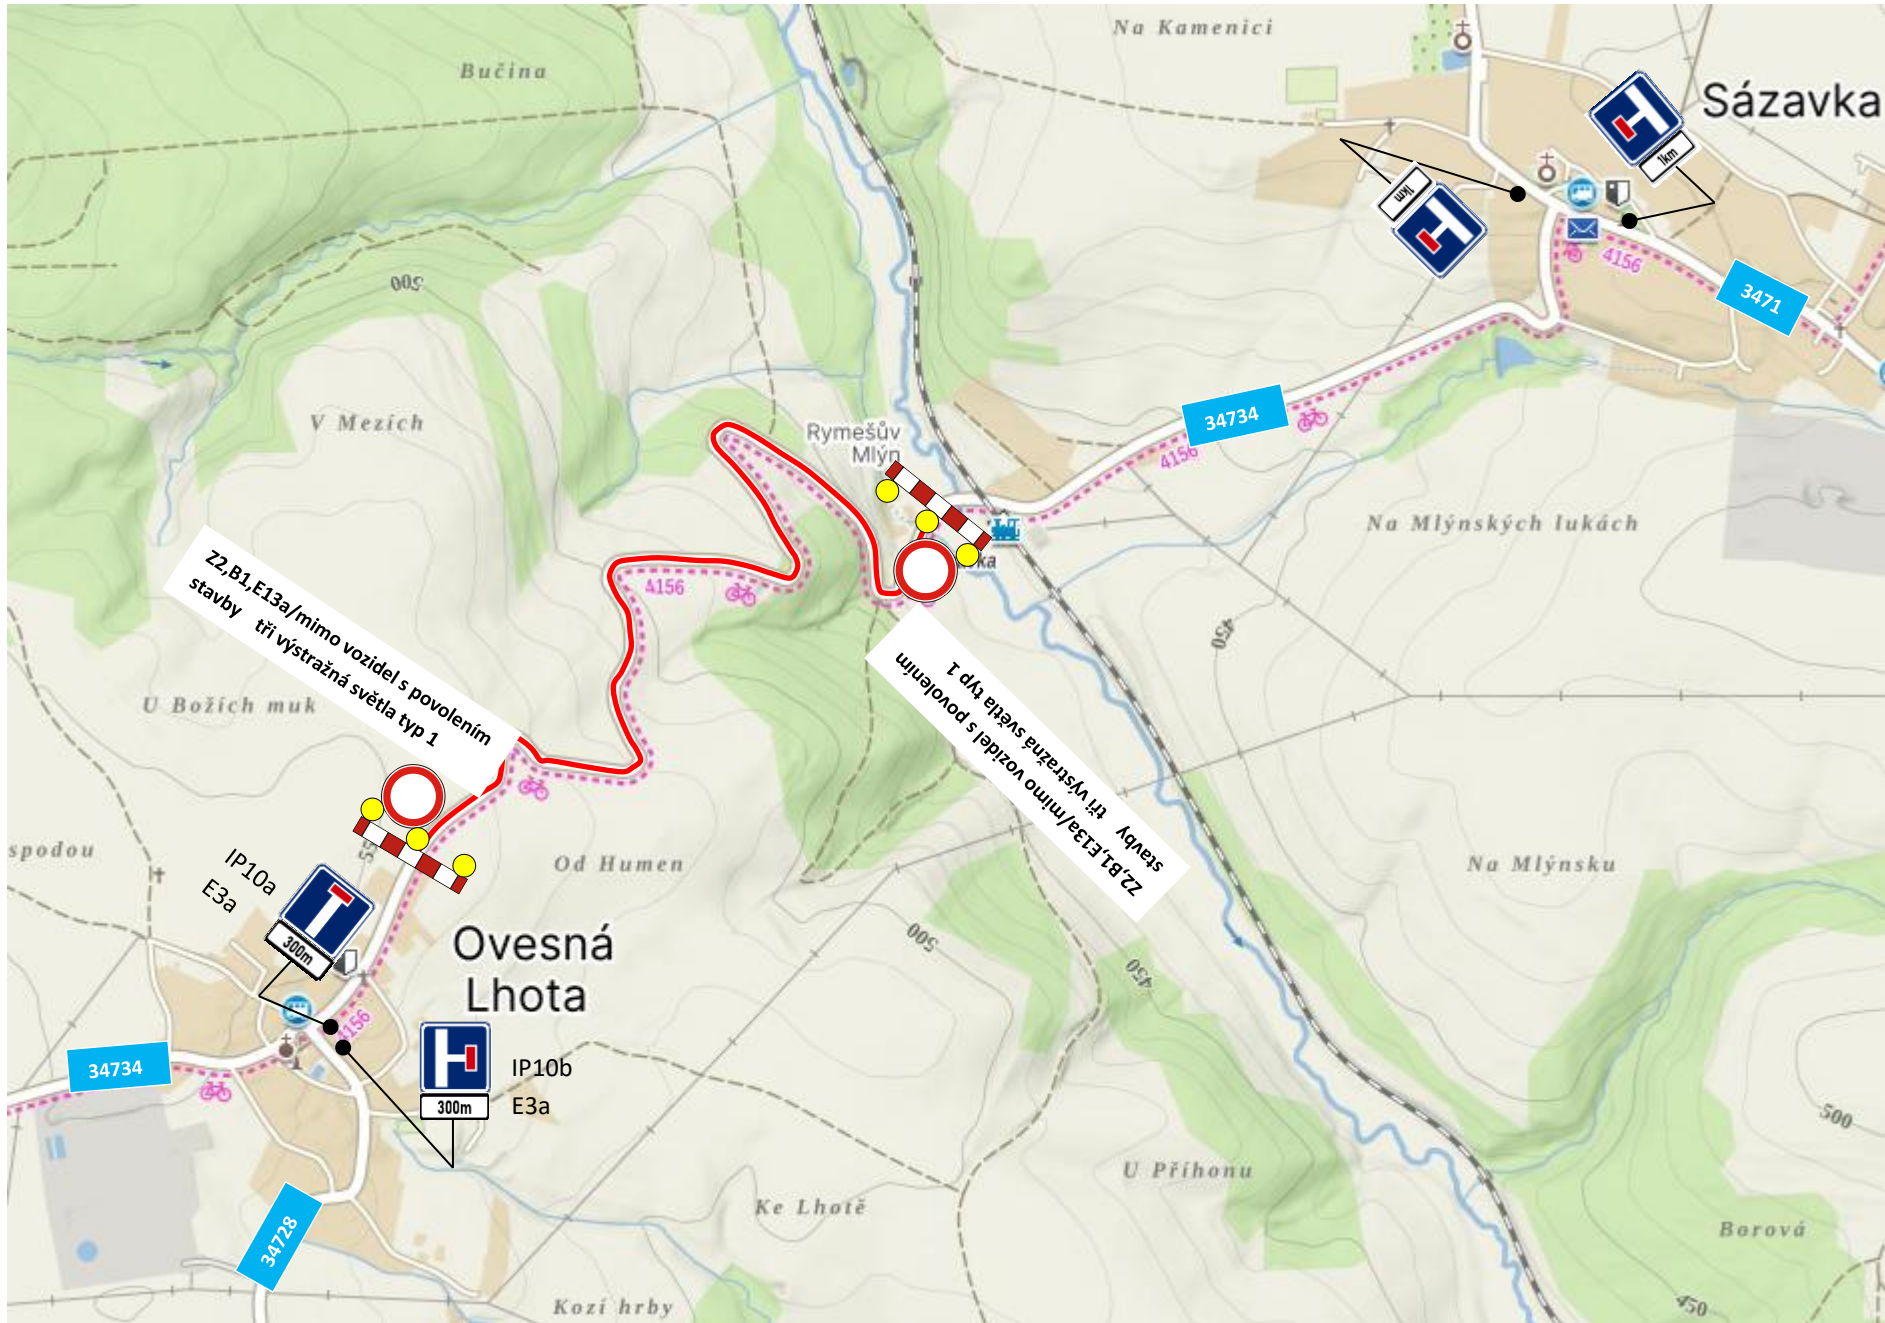 Na Kamenici
Bučina
Sázavka
1km
1km
4156
3471
500
V Mezích
34734
4156
Rymešův
Mlýn
Na Mlýnských lukách
Z2,B1,E13a/mimo vozidel s povolením
stavby tři výstražná světla typ 1
4156
450
U Božích muk
Z2,B1,E13a/mimo vozidel s povolením
stavby tři výstražná světla typ 1
spodou
IP10a
E3a
300m
Od Humen
Na Mlýnsku
Ovesná
Lhota
500
450
4156
34734
IP10b
E3a
300m
500
U Příhonu
Ke Lhotě
34728
Borová
Kozí hrby
450